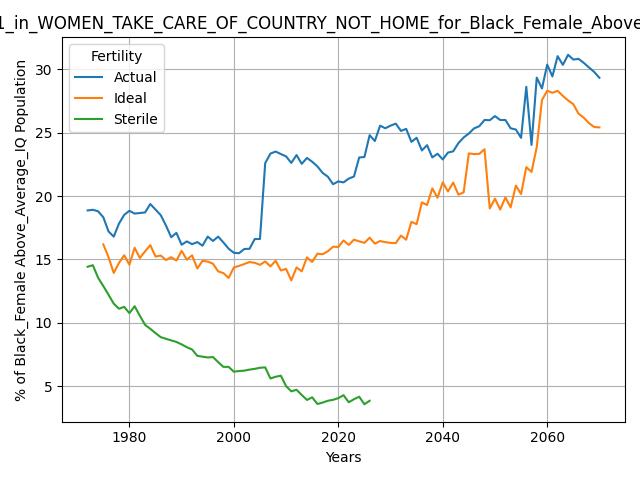 1_in_WOMEN_TAKE_CARE_OF_COUNTRY_NOT_HOME_for_Black_Female_Above
% of Black_Female Above_Average_IQ Population
Fertility
Actual
Ideal
Sterile
30
25
20
15
10
5
1980 2000 2020 2040 2060
Years